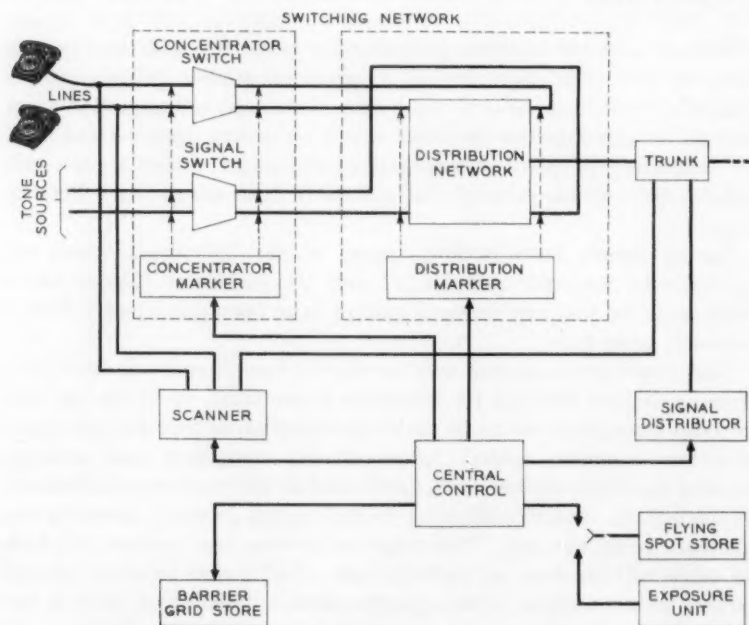 SWITCHING NETWORK
CONCENTRATOR
SWITCH
LINES
SIGNAL
SWITCH
TONE
SOURCES
DISTRIBUTION
NETWORK
TRUNK
CONCENTRATOR
MARKER
DISTRIBUTION
MARKER
SCANNER
SIGNAL
DISTRIBUTOR
CENTRAL
CONTROL
FLYING
SPOT STORE
BARRIER
GRID STORE
EXPOSURE
UNIT